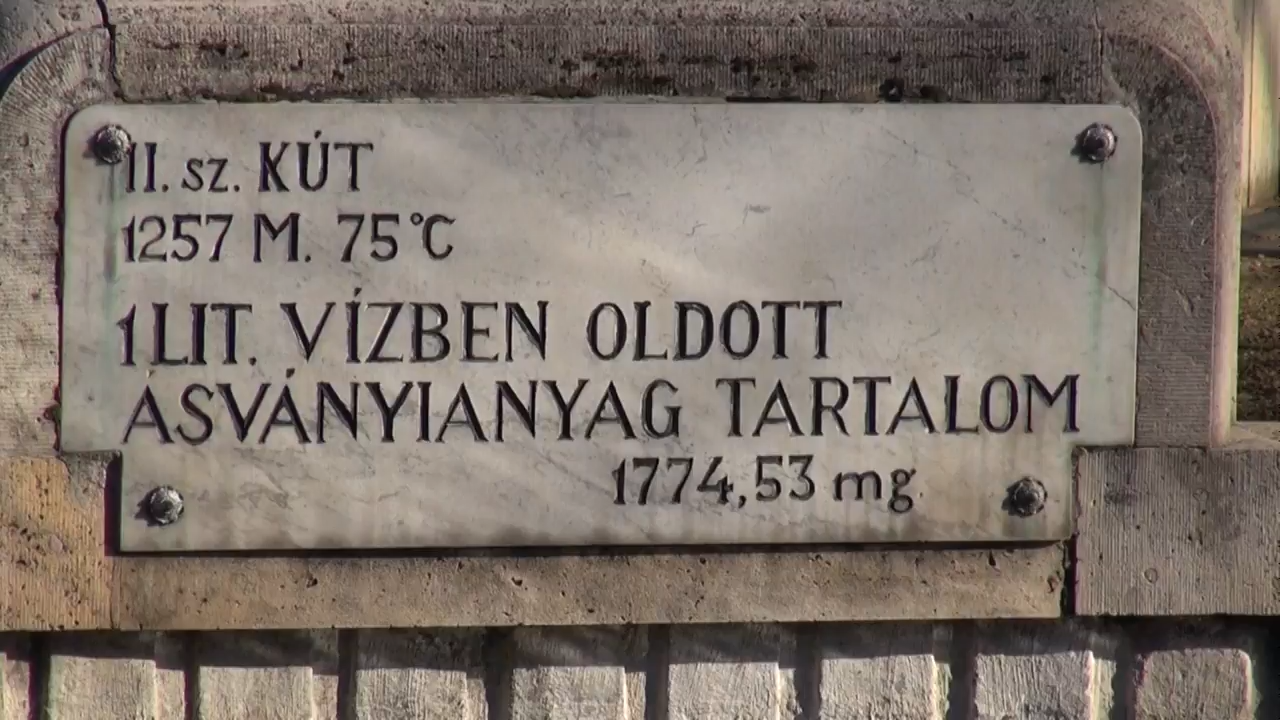 II. sz. KÚT
1257 M. 75°C
1 LIT. VÍZBEN OLDOTT
ÁSVÁNYIANYAG TARTALOM
1774,53 mg.